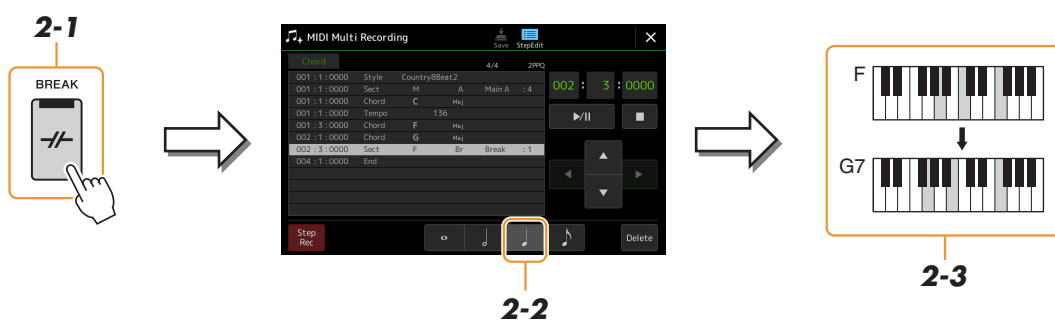 2-1
BREAK
MIDI Multi Recording
Save
StepEdit
Chord
4/4 2PPQ
001 : 1 : 0000 Style Country8Beat2
001 : 1 : 0000 Sect M A Main A : 4
001 : 1 : 0000 Chord C Maj
001 : 1 : 0000 Tempo 136
001 : 3 : 0000 Chord F Maj
002 : 1 : 0000 Chord G Maj
002 : 3 : 0000 Sect F Br Break : 1
004 : 1 : 0000 End
002 : 3 : 0000
Step
Rec
Delete
2-2
F
G7
2-3